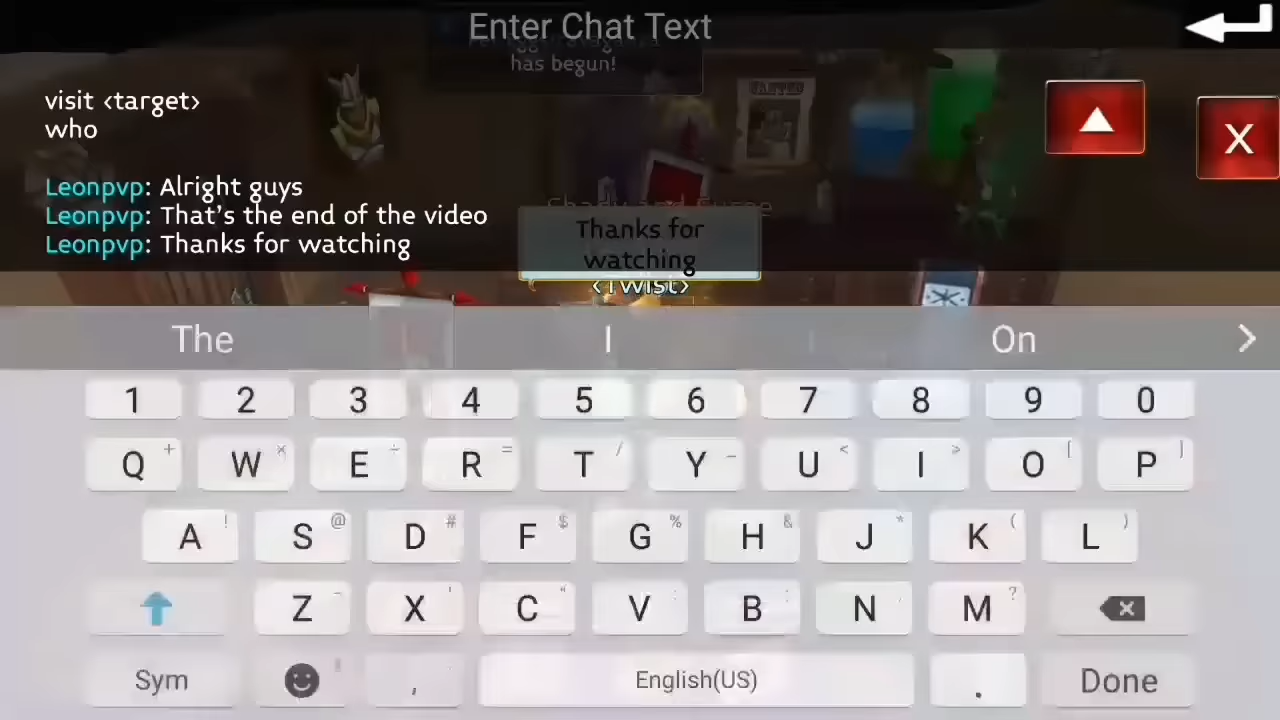 Enter Chat Text
has begun!
visit <target>
who
Leonpvp: Alright guys
Leonpvp: That's the end of the video
Leonpvp: Thanks for watching
WANTED
X
Thanks for
watching
<Twist>
The I On >
1 2 3 4 5 6 7 8 9 0
Q + W × E ÷ R = T / Y _ U < I > O [ P ]
A ! S @ D # F $ G % H & J * K ( L )
Z - X ' C " V : B ; N , M ?
Sym , English(US) . Done